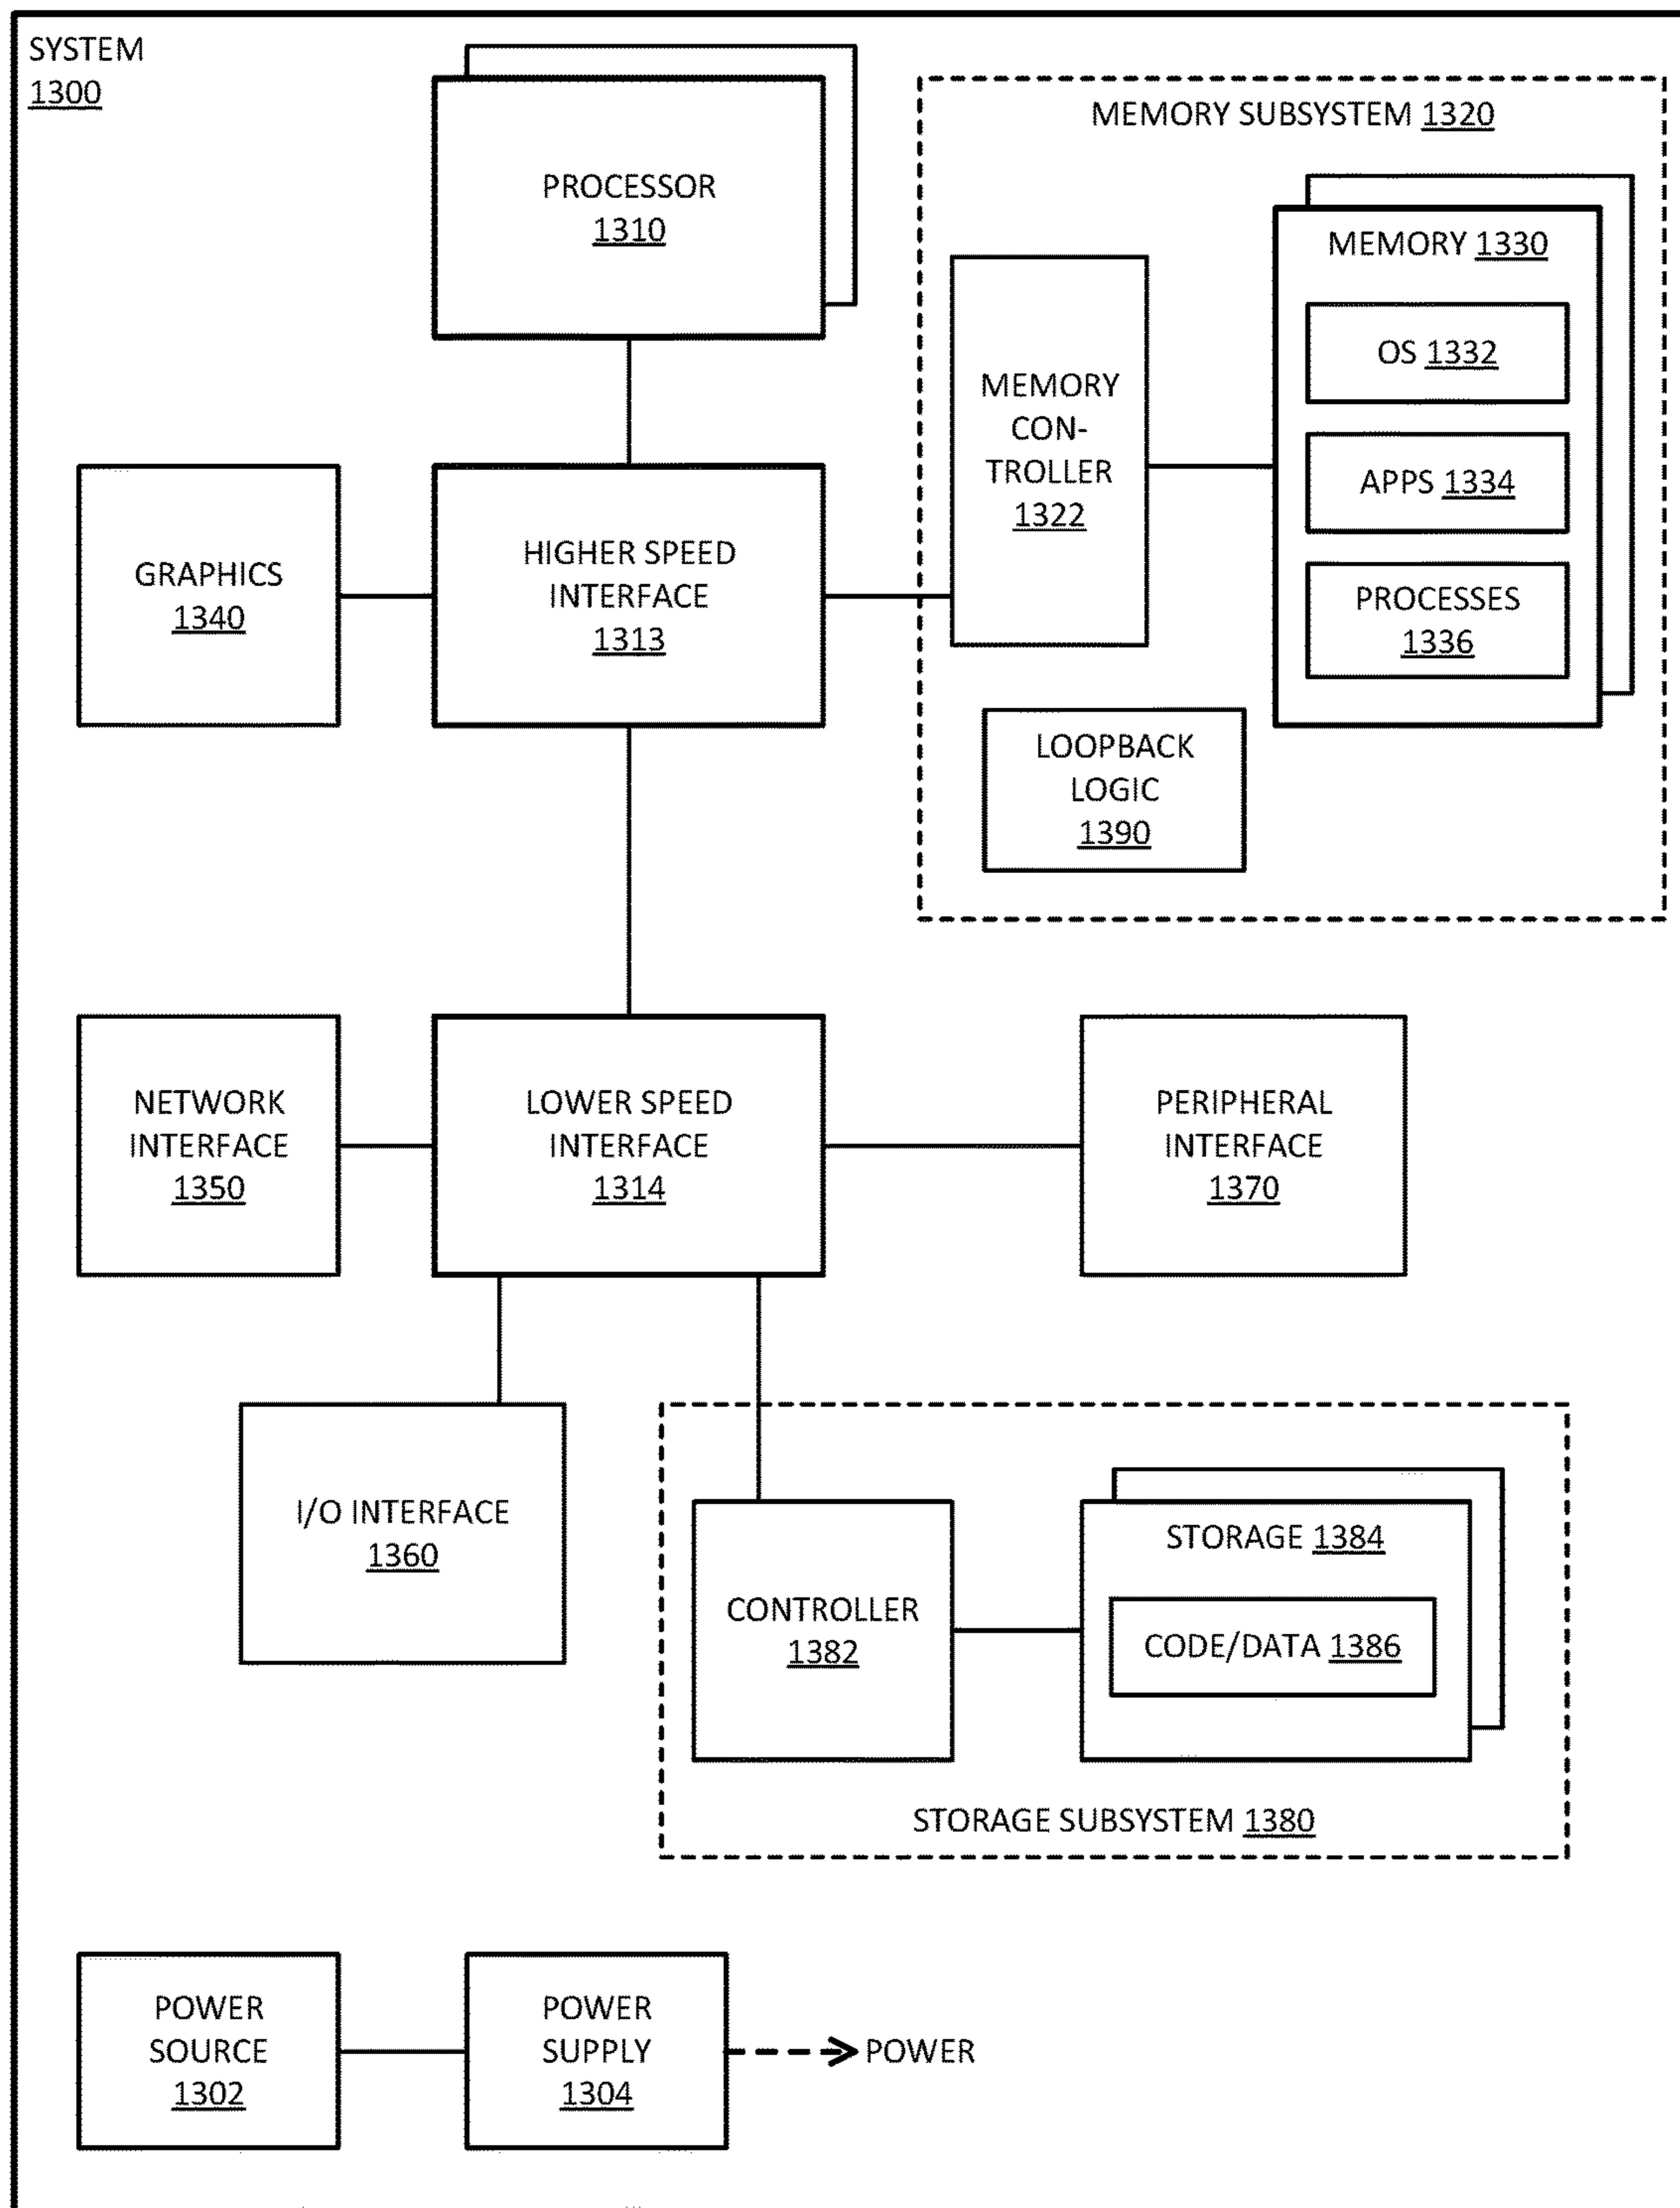 SYSTEM
1300
PROCESSOR
1310
MEMORY SUBSYSTEM 1320
MEMORY 1330
OS 1332
APPS 1334
PROCESSES
1336
MEMORY
CON-
TROLLER
1322
LOOPBACK
LOGIC
1390
GRAPHICS
1340
HIGHER SPEED
INTERFACE
1313
NETWORK
INTERFACE
1350
LOWER SPEED
INTERFACE
1314
PERIPHERAL
INTERFACE
1370
I/O INTERFACE
1360
CONTROLLER
1382
STORAGE 1384
CODE/DATA 1386
STORAGE SUBSYSTEM 1380
POWER
SOURCE
1302
POWER
SUPPLY
1304
POWER